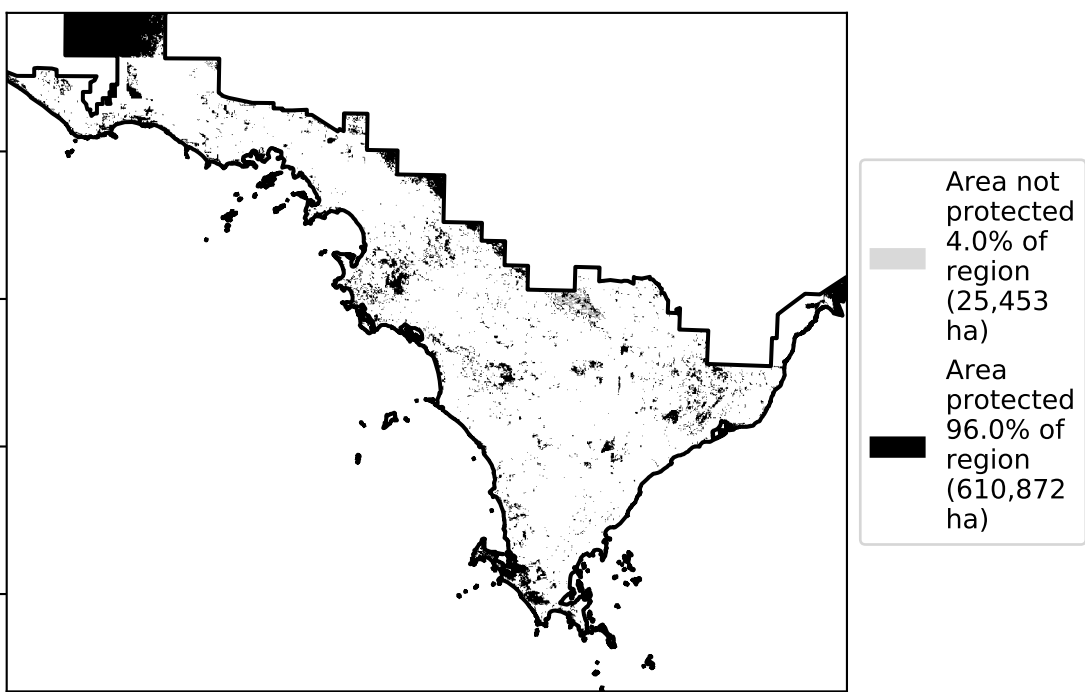 Area not
protected
4.0% of
region
(25,453
ha)
Area
protected
96.0% of
region
(610,872
ha)